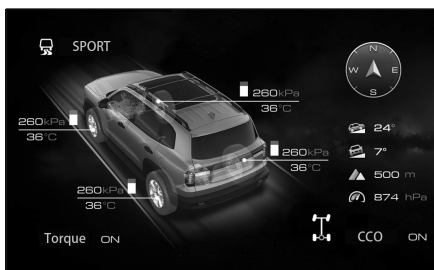 SPORT
N
W E
S
260kPa
36°C
260kPa
36°C
260kPa
36°C
260kPa
36°C
24°
7°
500 m
874 hPa
Torque ON
CCO ON